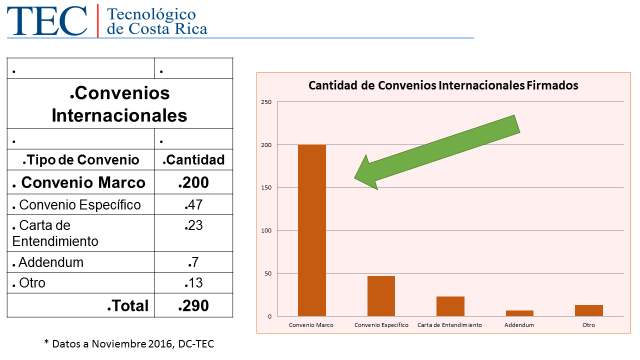 TEC | Tecnológico
de Costa Rica
.Convenios
Internacionales
.Tipo de Convenio .Cantidad
. Convenio Marco .200
. Convenio Específico .47
. Carta de .23
Entendimiento
. Addendum .7
. Otro .13
.Total .290
* Datos a Noviembre 2016, DC-TEC
Cantidad de Convenios Internacionales Firmados
250
200
150
100
50
0
Convenio Marco Convenio Específico Carta de Entendimiento Addendum Otro